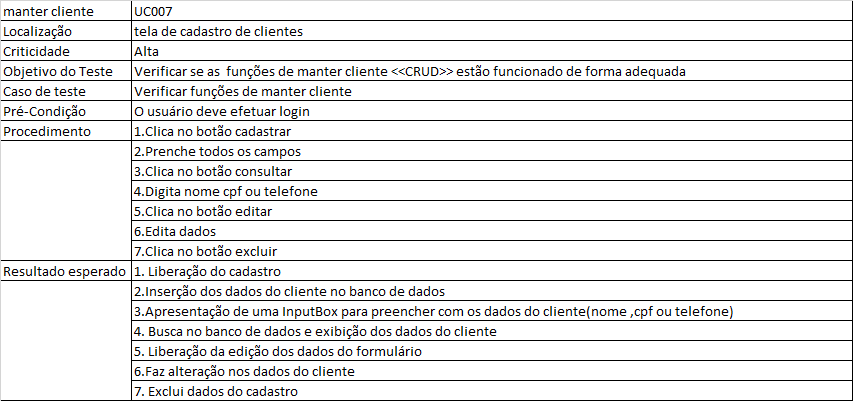 manter cliente UC007
Localização tela de cadastro de clientes
Criticidade Alta
Objetivo do Teste Verificar se as  funções de manter cliente <<CRUD>> estão funcionado de forma adequada
Caso de teste Verificar funções de manter cliente
Pré-Condição O usuário deve efetuar login
Procedimento 1.Clica no botão cadastrar
2.Prenche todos os campos
3.Clica no botão consultar
4.Digita nome cpf ou telefone
5.Clica no botão editar
6.Edita dados
7.Clica no botão excluir
Resultado esperado 1. Liberação do cadastro
2.Inserção dos dados do cliente no banco de dados
3.Apresentação de uma InputBox para preencher com os dados do cliente(nome ,cpf ou telefone)
4. Busca no banco de dados e exibição dos dados do cliente
5. Liberação da edição dos dados do formulário
6.Faz alteração nos dados do cliente
7. Exclui dados do cadastro